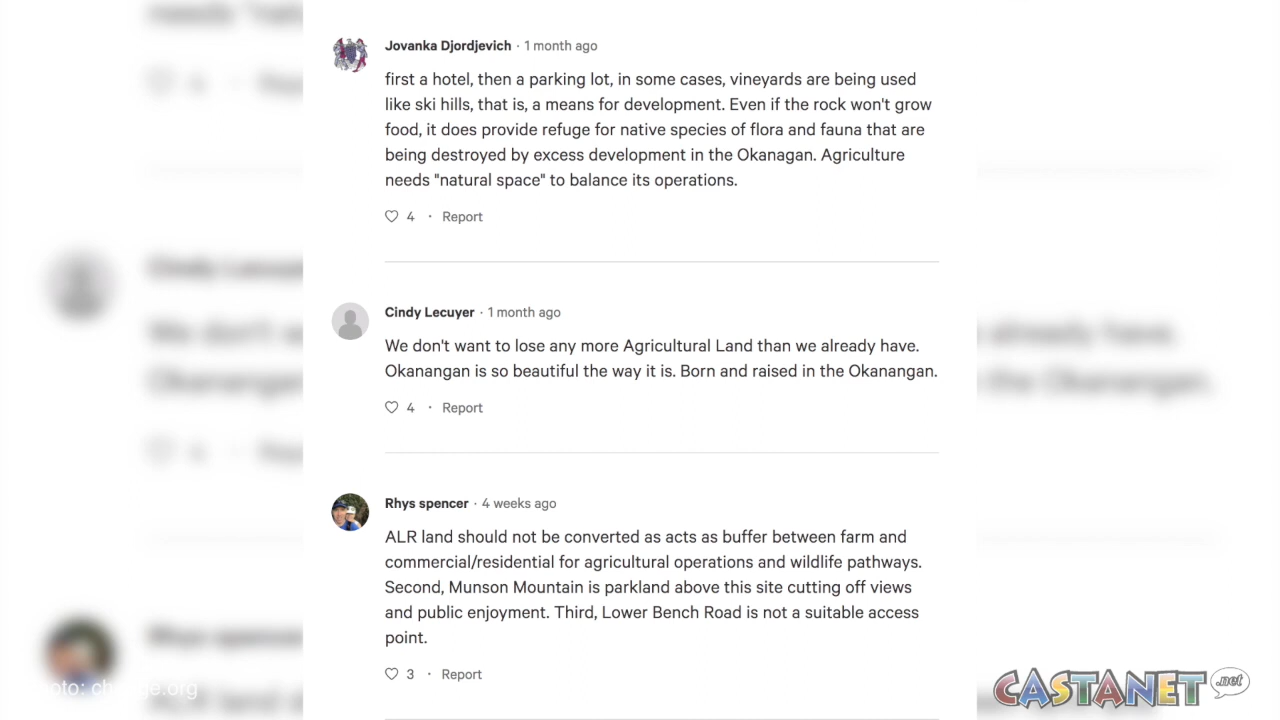 Jovanka Djordjevich · 1 month ago
first a hotel, then a parking lot, in some cases, vineyards are being used
like ski hills, that is, a means for development. Even if the rock won't grow
food, it does provide refuge for native species of flora and fauna that are
being destroyed by excess development in the Okanagan. Agriculture
needs "natural space" to balance its operations.
4 · Report
Cindy Lecuyer · 1 month ago
We don't want to lose any more Agricultural Land than we already have.
Okanangan is so beautiful the way it is. Born and raised in the Okanangan.
4 · Report
Rhys spencer · 4 weeks ago
ALR land should not be converted as acts as buffer between farm and
commercial/residential for agricultural operations and wildlife pathways.
Second, Munson Mountain is parkland above this site cutting off views
and public enjoyment. Third, Lower Bench Road is not a suitable access
point.
3 · Report
CASTANET .net